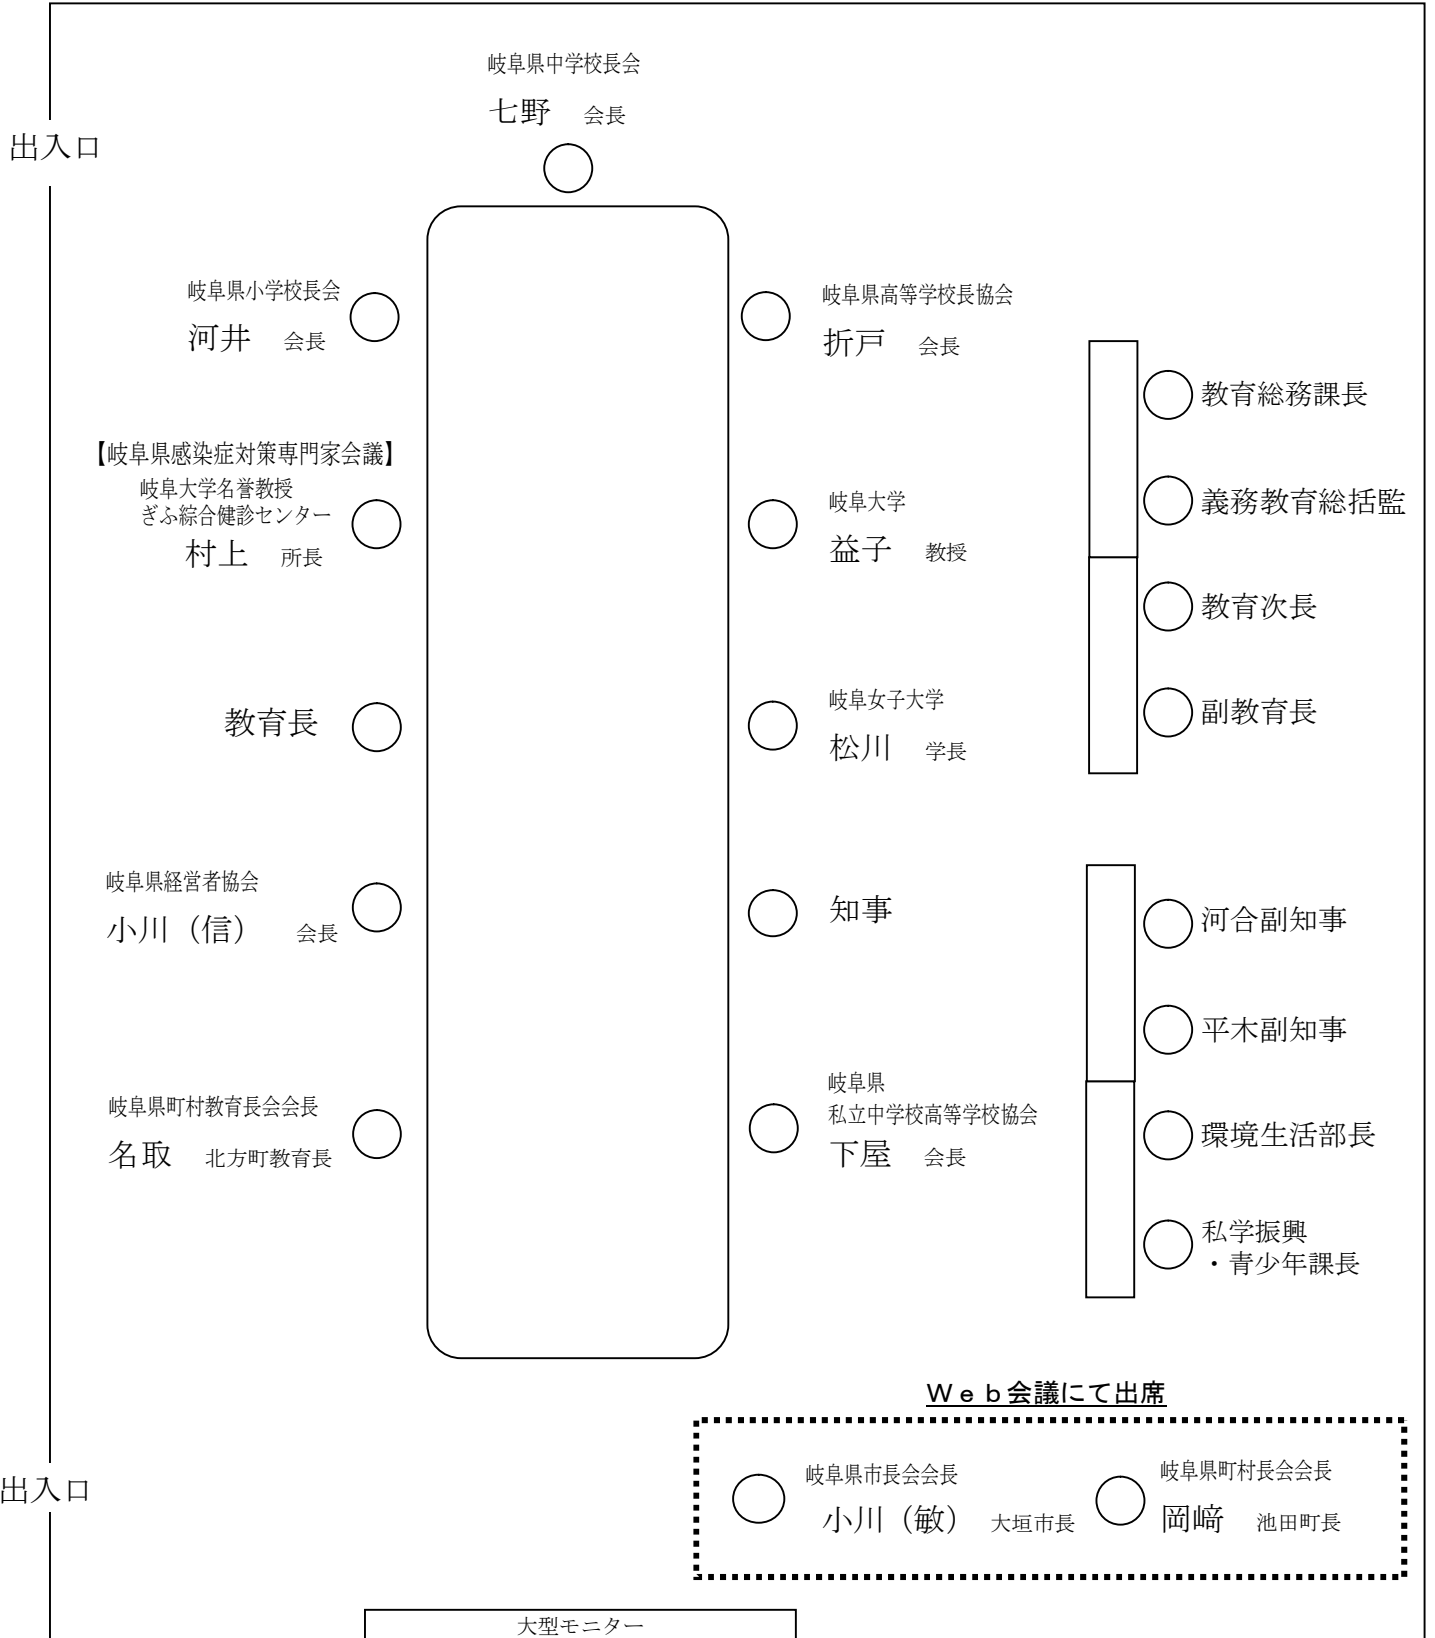 岐阜県中学校長会
七野 会長
出入口
岐阜県小学校長会
河井 会長
岐阜県高等学校長協会
折戸 会長
教育総務課長
【岐阜県感染症対策専門家会議】
岐阜大学名誉教授
ぎふ綜合健診センター
村上 所長
岐阜大学
益子 教授
義務教育総括監
教育次長
教育長
岐阜女子大学
松川 学長
副教育長
岐阜県経営者協会
小川（信） 会長
知事
河合副知事
平木副知事
岐阜県町村教育長会会長
名取 北方町教育長
岐阜県
私立中学校高等学校協会
下屋 会長
環境生活部長
私学振興
・青少年課長
Ｗｅｂ会議にて出席
出入口
岐阜県市長会会長
小川（敏） 大垣市長
岐阜県町村長会会長
岡﨑 池田町長
大型モニター